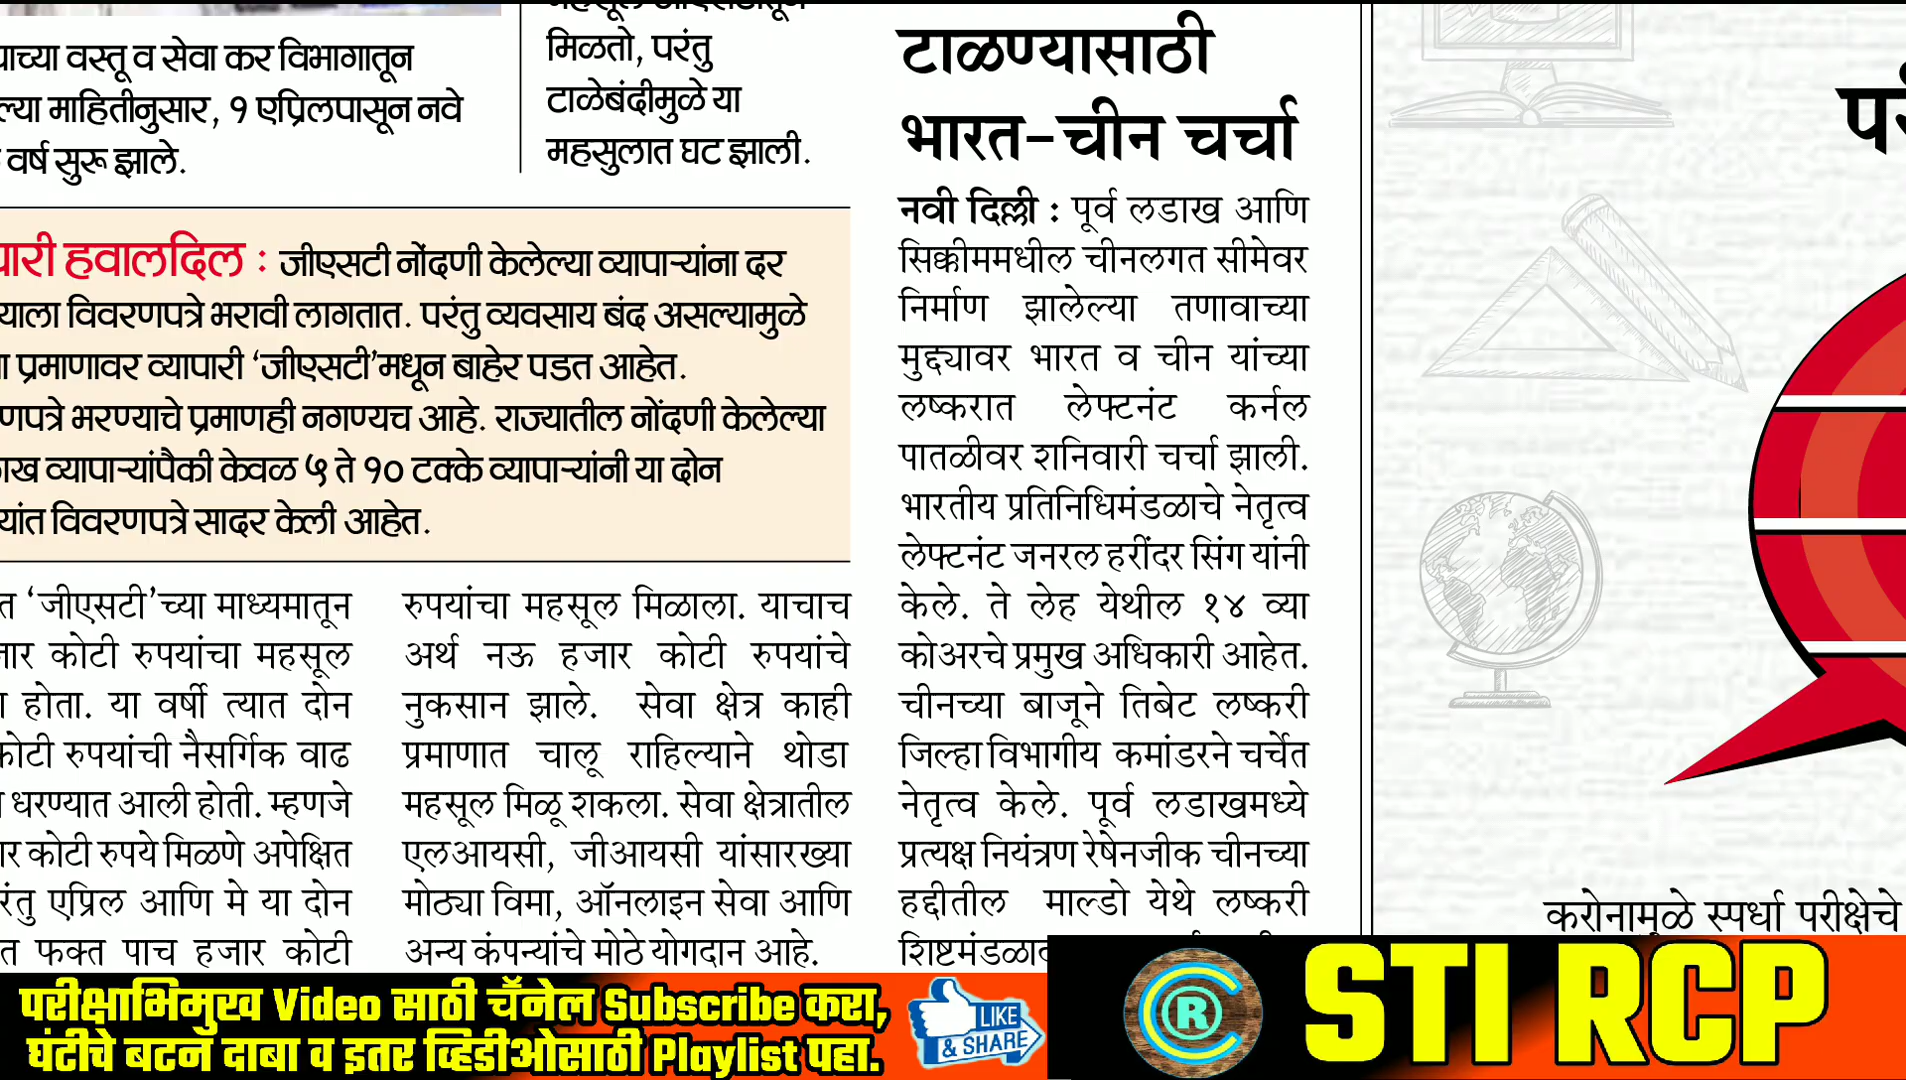 वस्तू व सेवा कर विभागातून
माहितीनुसार, १ एप्रिलपासून नवे
वर्ष सुरू झाले.
मिळतो, परंतु
टाळेबंदीमुळे या
महसुलात घट झाली.
हवालदिल : जीएसटी नोंदणी केलेल्या व्यापाऱ्यांना दर
विवरणपत्रे भरावी लागतात. परंतु व्यवसाय बंद असल्यामुळे
प्रमाणावर व्यापारी ‘जीएसटी’मधून बाहेर पडत आहेत.
भरण्याचे प्रमाणही नगण्यच आहे. राज्यातील नोंदणी केलेल्या
व्यापाऱ्यांपैकी केवळ ५ ते १० टक्के व्यापाऱ्यांनी या दोन
विवरणपत्रे सादर केली आहेत.
‘जीएसटी’च्या माध्यमातून
कोटी रुपयांचा महसूल
होता. या वर्षी त्यात दोन
कोटी रुपयांची नैसर्गिक वाढ
धरण्यात आली होती. म्हणजे
कोटी रुपये मिळणे अपेक्षित
एप्रिल आणि मे या दोन
फक्त पाच हजार कोटी
रुपयांचा महसूल मिळाला. याचाच
अर्थ नऊ हजार कोटी रुपयांचे
नुकसान झाले. सेवा क्षेत्र काही
प्रमाणात चालू राहिल्याने थोडा
महसूल मिळू शकला. सेवा क्षेत्रातील
एलआयसी, जीआयसी यांसारख्या
मोठ्या विमा, ऑनलाइन सेवा आणि
अन्य कंपन्यांचे मोठे योगदान आहे.
टाळण्यासाठी
भारत-चीन चर्चा
नवी दिल्ली : पूर्व लडाख आणि
सिक्कीममधील चीनलगत सीमेवर
निर्माण झालेल्या तणावाच्या
मुद्द्यावर भारत व चीन यांच्या
लष्करात लेफ्टनंट कर्नल
पातळीवर शनिवारी चर्चा झाली.
भारतीय प्रतिनिधिमंडळाचे नेतृत्व
लेफ्टनंट जनरल हरींदर सिंग यांनी
केले. ते लेह येथील १४ व्या
कोअरचे प्रमुख अधिकारी आहेत.
चीनच्या बाजूने तिबेट लष्करी
जिल्हा विभागीय कमांडरने चर्चेत
नेतृत्व केले. पूर्व लडाखमध्ये
प्रत्यक्ष नियंत्रण रेषेनजीक चीनच्या
हद्दीतील माल्डो येथे लष्करी
करोनामुळे स्पर्धा परीक्षेचे
परीक्षाभिमुख Video साठी चॅनेल Subscribe करा,
घंटीचे बटन दाबा व इतर व्हिडीओसाठी Playlist पहा.
LIKE
& SHARE
R
STI RCP